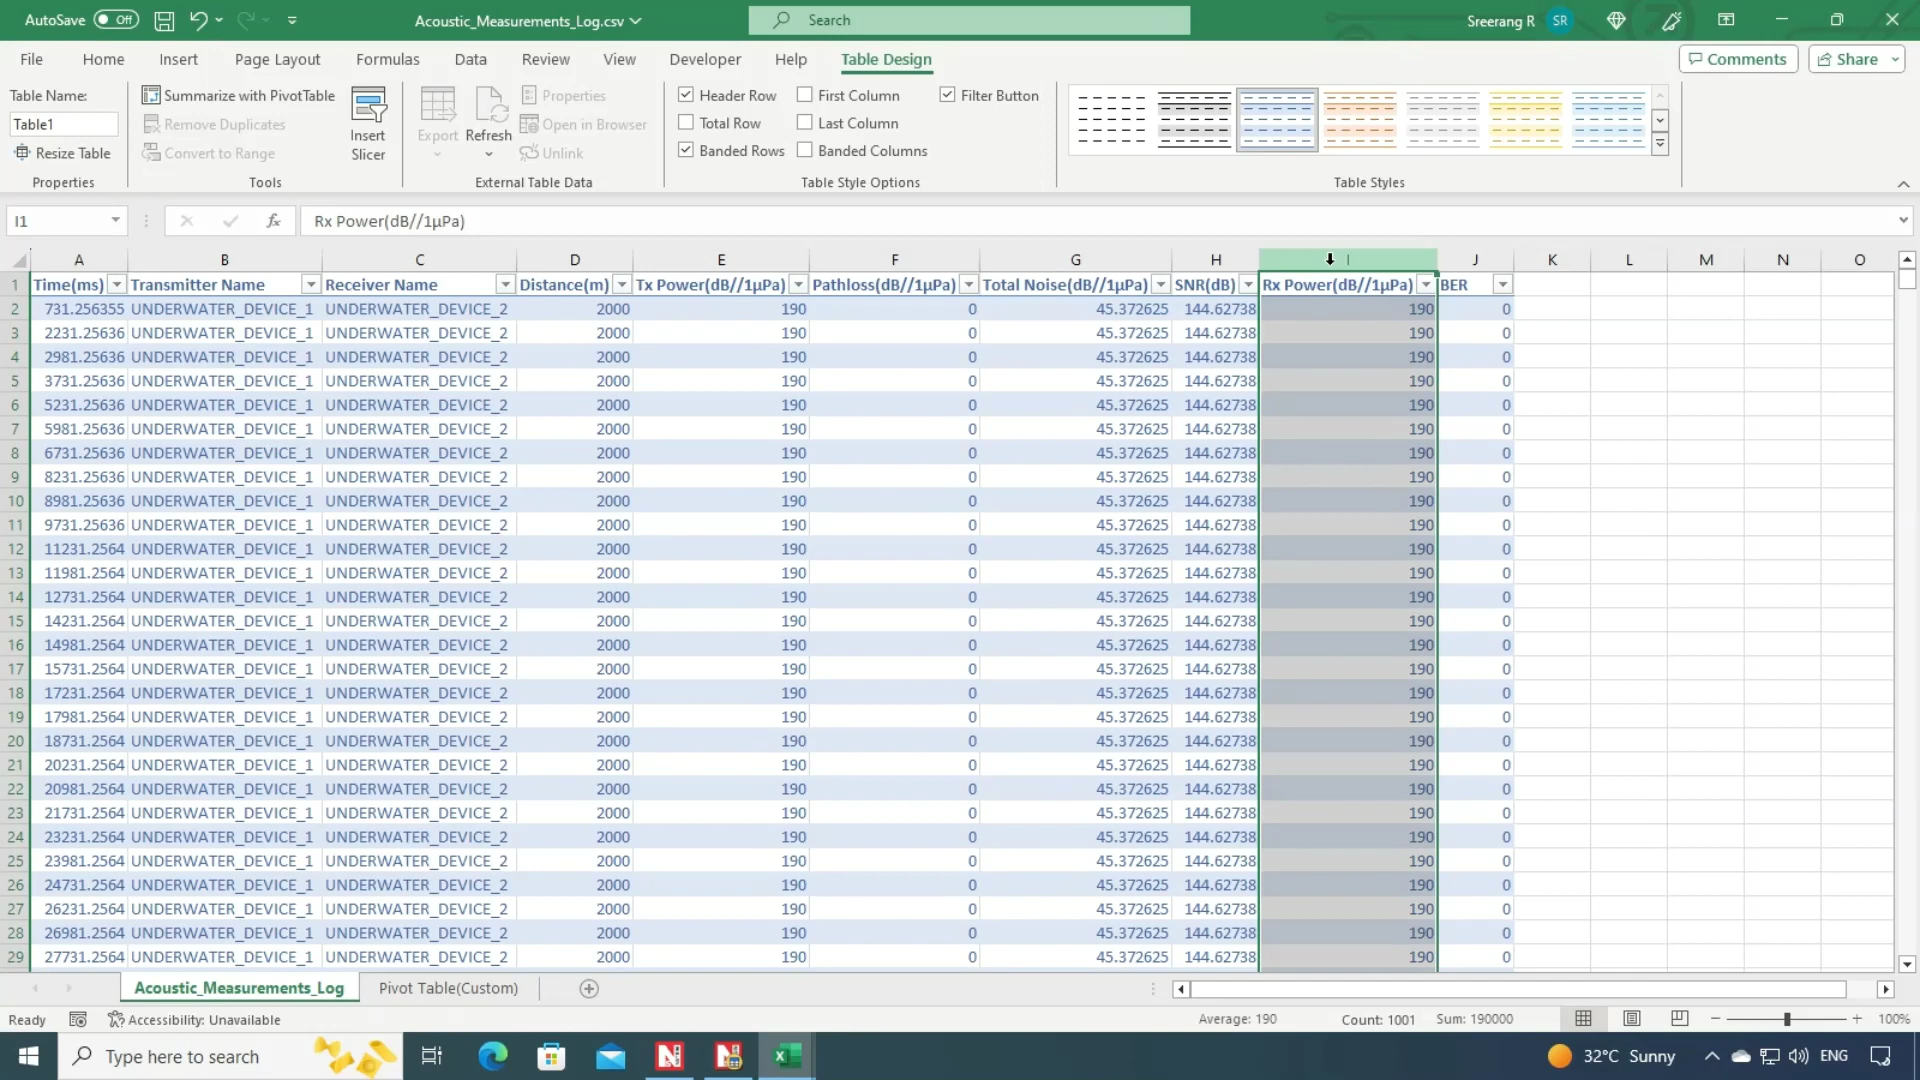 AutoSave Off Acoustic_Measurements_Log.csv Search Sreerang R SR
File Home Insert Page Layout Formulas Data Review View Developer Help Table Design Comments Share
Table Name: Summarize with PivotTable Properties Header Row First Column Filter Button
Table1 Remove Duplicates Insert Slicer Export Refresh Open in Browser Total Row Last Column
Resize Table Convert to Range Unlink Banded Rows Banded Columns
Properties Tools External Table Data Table Style Options Table Styles
I1 fx Rx Power(dB//1µPa)
A B C D E F G H I J K L M N O
1 Time(ms) Transmitter Name Receiver Name Distance(m) Tx Power(dB//1µPa) Pathloss(dB//1µPa) Total Noise(dB//1µPa) SNR(dB) Rx Power(dB//1µPa) BER
2 731.256355 UNDERWATER_DEVICE_1 UNDERWATER_DEVICE_2 2000 190 0 45.372625 144.62738 190 0
3 2231.25636 UNDERWATER_DEVICE_1 UNDERWATER_DEVICE_2 2000 190 0 45.372625 144.62738 190 0
4 2981.25636 UNDERWATER_DEVICE_1 UNDERWATER_DEVICE_2 2000 190 0 45.372625 144.62738 190 0
5 3731.25636 UNDERWATER_DEVICE_1 UNDERWATER_DEVICE_2 2000 190 0 45.372625 144.62738 190 0
6 5231.25636 UNDERWATER_DEVICE_1 UNDERWATER_DEVICE_2 2000 190 0 45.372625 144.62738 190 0
7 5981.25636 UNDERWATER_DEVICE_1 UNDERWATER_DEVICE_2 2000 190 0 45.372625 144.62738 190 0
8 6731.25636 UNDERWATER_DEVICE_1 UNDERWATER_DEVICE_2 2000 190 0 45.372625 144.62738 190 0
9 8231.25636 UNDERWATER_DEVICE_1 UNDERWATER_DEVICE_2 2000 190 0 45.372625 144.62738 190 0
10 8981.25636 UNDERWATER_DEVICE_1 UNDERWATER_DEVICE_2 2000 190 0 45.372625 144.62738 190 0
11 9731.25636 UNDERWATER_DEVICE_1 UNDERWATER_DEVICE_2 2000 190 0 45.372625 144.62738 190 0
12 11231.2564 UNDERWATER_DEVICE_1 UNDERWATER_DEVICE_2 2000 190 0 45.372625 144.62738 190 0
13 11981.2564 UNDERWATER_DEVICE_1 UNDERWATER_DEVICE_2 2000 190 0 45.372625 144.62738 190 0
14 12731.2564 UNDERWATER_DEVICE_1 UNDERWATER_DEVICE_2 2000 190 0 45.372625 144.62738 190 0
15 14231.2564 UNDERWATER_DEVICE_1 UNDERWATER_DEVICE_2 2000 190 0 45.372625 144.62738 190 0
16 14981.2564 UNDERWATER_DEVICE_1 UNDERWATER_DEVICE_2 2000 190 0 45.372625 144.62738 190 0
17 15731.2564 UNDERWATER_DEVICE_1 UNDERWATER_DEVICE_2 2000 190 0 45.372625 144.62738 190 0
18 17231.2564 UNDERWATER_DEVICE_1 UNDERWATER_DEVICE_2 2000 190 0 45.372625 144.62738 190 0
19 17981.2564 UNDERWATER_DEVICE_1 UNDERWATER_DEVICE_2 2000 190 0 45.372625 144.62738 190 0
20 18731.2564 UNDERWATER_DEVICE_1 UNDERWATER_DEVICE_2 2000 190 0 45.372625 144.62738 190 0
21 20231.2564 UNDERWATER_DEVICE_1 UNDERWATER_DEVICE_2 2000 190 0 45.372625 144.62738 190 0
22 20981.2564 UNDERWATER_DEVICE_1 UNDERWATER_DEVICE_2 2000 190 0 45.372625 144.62738 190 0
23 21731.2564 UNDERWATER_DEVICE_1 UNDERWATER_DEVICE_2 2000 190 0 45.372625 144.62738 190 0
24 23231.2564 UNDERWATER_DEVICE_1 UNDERWATER_DEVICE_2 2000 190 0 45.372625 144.62738 190 0
25 23981.2564 UNDERWATER_DEVICE_1 UNDERWATER_DEVICE_2 2000 190 0 45.372625 144.62738 190 0
26 24731.2564 UNDERWATER_DEVICE_1 UNDERWATER_DEVICE_2 2000 190 0 45.372625 144.62738 190 0
27 26231.2564 UNDERWATER_DEVICE_1 UNDERWATER_DEVICE_2 2000 190 0 45.372625 144.62738 190 0
28 26981.2564 UNDERWATER_DEVICE_1 UNDERWATER_DEVICE_2 2000 190 0 45.372625 144.62738 190 0
29 27731.2564 UNDERWATER_DEVICE_1 UNDERWATER_DEVICE_2 2000 190 0 45.372625 144.62738 190 0
Acoustic_Measurements_Log Pivot Table(Custom)
Ready Accessibility: Unavailable Average: 190 Count: 1001 Sum: 190000 100%
Type here to search 32°C Sunny ENG